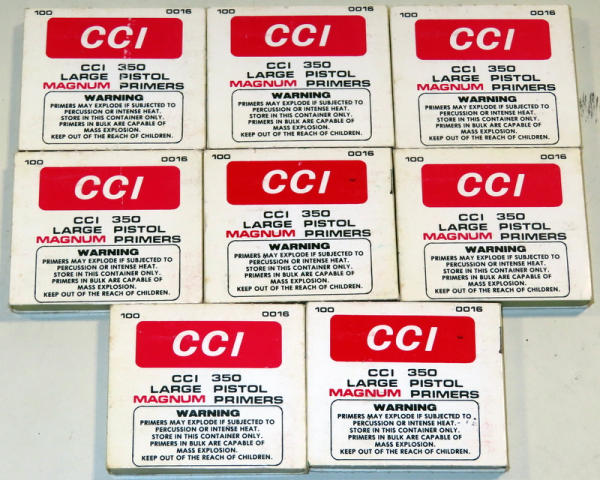 100 0016
CCI
CCI 350
LARGE PISTOL
MAGNUM PRIMERS
WARNING
PRIMERS MAY EXPLODE IF SUBJECTED TO
PERCUSSION OR INTENSE HEAT.
STORE IN THIS CONTAINER ONLY.
PRIMERS IN BULK ARE CAPABLE OF
MASS EXPLOSION.
KEEP OUT OF THE REACH OF CHILDREN.
100 0016
CCI
CCI 350
LARGE PISTOL
MAGNUM PRIMERS
WARNING
PRIMERS MAY EXPLODE IF SUBJECTED TO
PERCUSSION OR INTENSE HEAT.
STORE IN THIS CONTAINER ONLY.
PRIMERS IN BULK ARE CAPABLE OF
MASS EXPLOSION.
KEEP OUT OF THE REACH OF CHILDREN.
100 0016
CCI
CCI 350
LARGE PISTOL
MAGNUM PRIMERS
WARNING
PRIMERS MAY EXPLODE IF SUBJECTED TO
PERCUSSION OR INTENSE HEAT.
STORE IN THIS CONTAINER ONLY.
PRIMERS IN BULK ARE CAPABLE OF
MASS EXPLOSION.
KEEP OUT OF THE REACH OF CHILDREN.
100 0016
CCI
CCI 350
LARGE PISTOL
MAGNUM PRIMERS
WARNING
PRIMERS MAY EXPLODE IF SUBJECTED TO
PERCUSSION OR INTENSE HEAT.
STORE IN THIS CONTAINER ONLY.
PRIMERS IN BULK ARE CAPABLE OF
MASS EXPLOSION.
KEEP OUT OF THE REACH OF CHILDREN.
CCI
CCI 350
LARGE PISTOL
MAGNUM PRIMERS
WARNING
PRIMERS MAY EXPLODE IF SUBJECTED TO
PERCUSSION OR INTENSE HEAT.
STORE IN THIS CONTAINER ONLY.
PRIMERS IN BULK ARE CAPABLE OF
MASS EXPLOSION.
KEEP OUT OF THE REACH OF CHILDREN.
100 0016
CCI
CCI 350
LARGE PISTOL
MAGNUM PRIMERS
WARNING
PRIMERS MAY EXPLODE IF SUBJECTED TO
PERCUSSION OR INTENSE HEAT.
STORE IN THIS CONTAINER ONLY.
PRIMERS IN BULK ARE CAPABLE OF
MASS EXPLOSION.
KEEP OUT OF THE REACH OF CHILDREN.
100 0016
CCI
CCI 350
LARGE PISTOL
MAGNUM PRIMERS
WARNING
PRIMERS MAY EXPLODE IF SUBJECTED TO
PERCUSSION OR INTENSE HEAT.
STORE IN THIS CONTAINER ONLY.
PRIMERS IN BULK ARE CAPABLE OF
MASS EXPLOSION.
KEEP OUT OF THE REACH OF CHILDREN.
100 0016
CCI
CCI 350
LARGE PISTOL
MAGNUM PRIMERS
WARNING
PRIMERS MAY EXPLODE IF SUBJECTED TO
PERCUSSION OR INTENSE HEAT.
STORE IN THIS CONTAINER ONLY.
PRIMERS IN BULK ARE CAPABLE OF
MASS EXPLOSION.
KEEP OUT OF THE REACH OF CHILDREN.